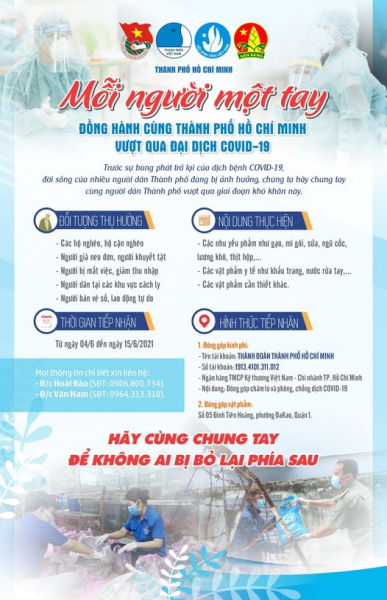 THÀNH PHỐ HỒ CHÍ MINH
Mỗi người một tay
ĐỒNG HÀNH CÙNG THÀNH PHỐ HỒ CHÍ MINH
VƯỢT QUA ĐẠI DỊCH COVID-19
Trước sự bùng phát trở lại của dịch bệnh COVID-19,
đời sống của nhiều người dân Thành phố đang bị ảnh hưởng, chúng ta hãy chung tay
cùng người dân Thành phố vượt qua giai đoạn khó khăn này.
ĐỐI TƯỢNG THỤ HƯỞNG
- Các hộ nghèo, hộ cận nghèo
- Người già neo đơn, người khuyết tật
- Người bị mất việc, giảm thu nhập
- Người dân tại các khu vực cách ly
- Người bán vé số, lao động tự do
NỘI DUNG THỰC HIỆN
- Các nhu yếu phẩm như gạo, mì gói, sữa, ngũ cốc,
lương khô, thịt hộp,...
- Các vật phẩm y tế như khẩu trang, nước rửa tay,...
- Các vật phẩm cần thiết khác.
THỜI GIAN TIẾP NHẬN
Từ ngày 04/6 đến ngày 15/6/2021
Mọi thông tin chi tiết xin liên hệ:
- Đ/c Hoài Bảo (SĐT: 0906.800.734),
- Đ/c Văn Nam (SĐT: 0964.313.318).
HÌNH THỨC TIẾP NHẬN
1. Đóng góp kinh phí:
- Tên tài khoản: THÀNH ĐOÀN THÀNH PHỐ HỒ CHÍ MINH
- Số tài khoản: 1913.4101.311.012
- Ngân hàng TMCP Kỹ thương Việt Nam - Chi nhánh TP. Hồ Chí Minh
- Nội dung: Đóng góp chăm lo và phòng, chống dịch COVID-19
2. Đóng góp vật phẩm:
Số 05 Đinh Tiên Hoàng, phường ĐaKao, Quận 1.
HÃY CÙNG CHUNG TAY
ĐỂ KHÔNG AI BỊ BỎ LẠI PHÍA SAU